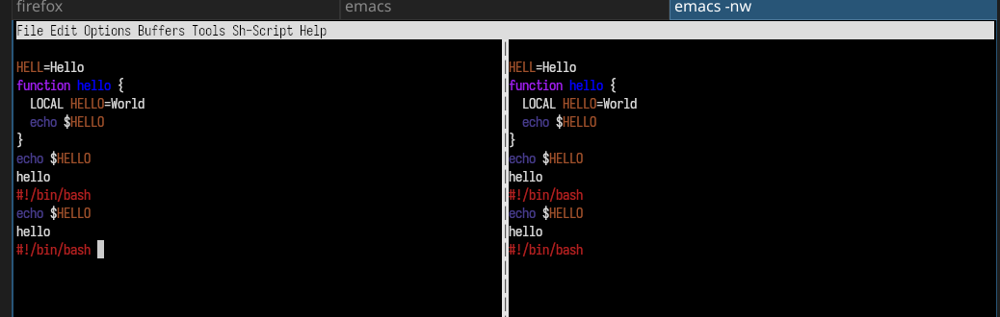 firefox emacs emacs -nw
File Edit Options Buffers Tools Sh-Script Help
HELL=Hello
function hello {
  LOCAL HELLO=World
  echo $HELLO
}
echo $HELLO
hello
#!/bin/bash
echo $HELLO
hello
#!/bin/bash
HELL=Hello
function hello {
  LOCAL HELLO=World
  echo $HELLO
}
echo $HELLO
hello
#!/bin/bash
echo $HELLO
hello
#!/bin/bash